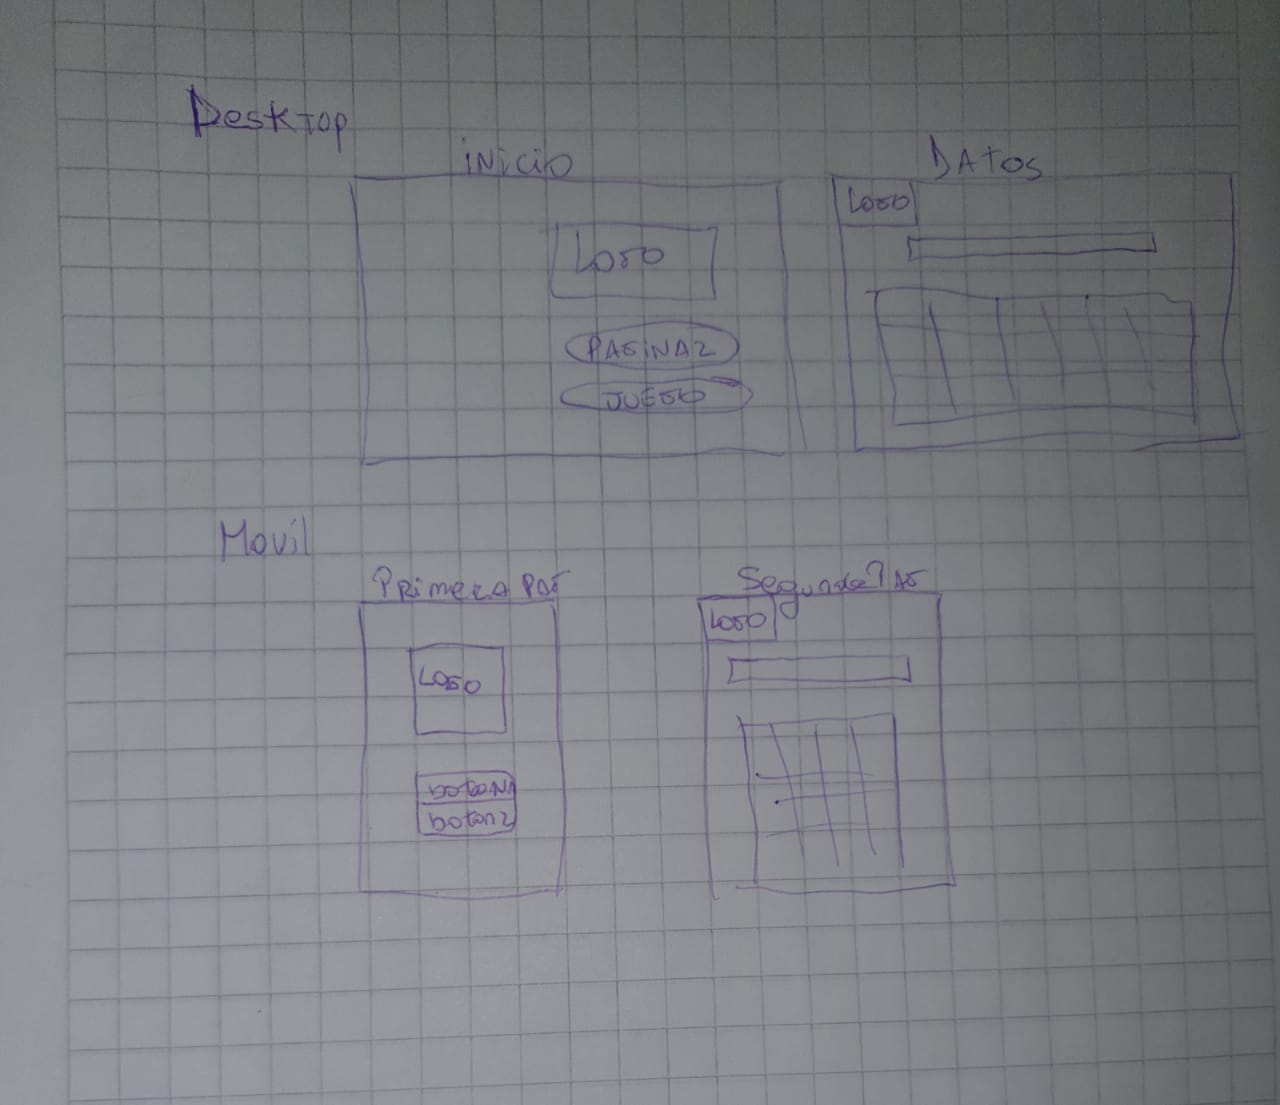 Desktop
iNiCiO
DATOS
LOGO
LOGO
PAGiNA2
JUEGO
Movil
PRimeRA PAG
Segunda PAG
LOGO
LOGO
botoN1
boton2